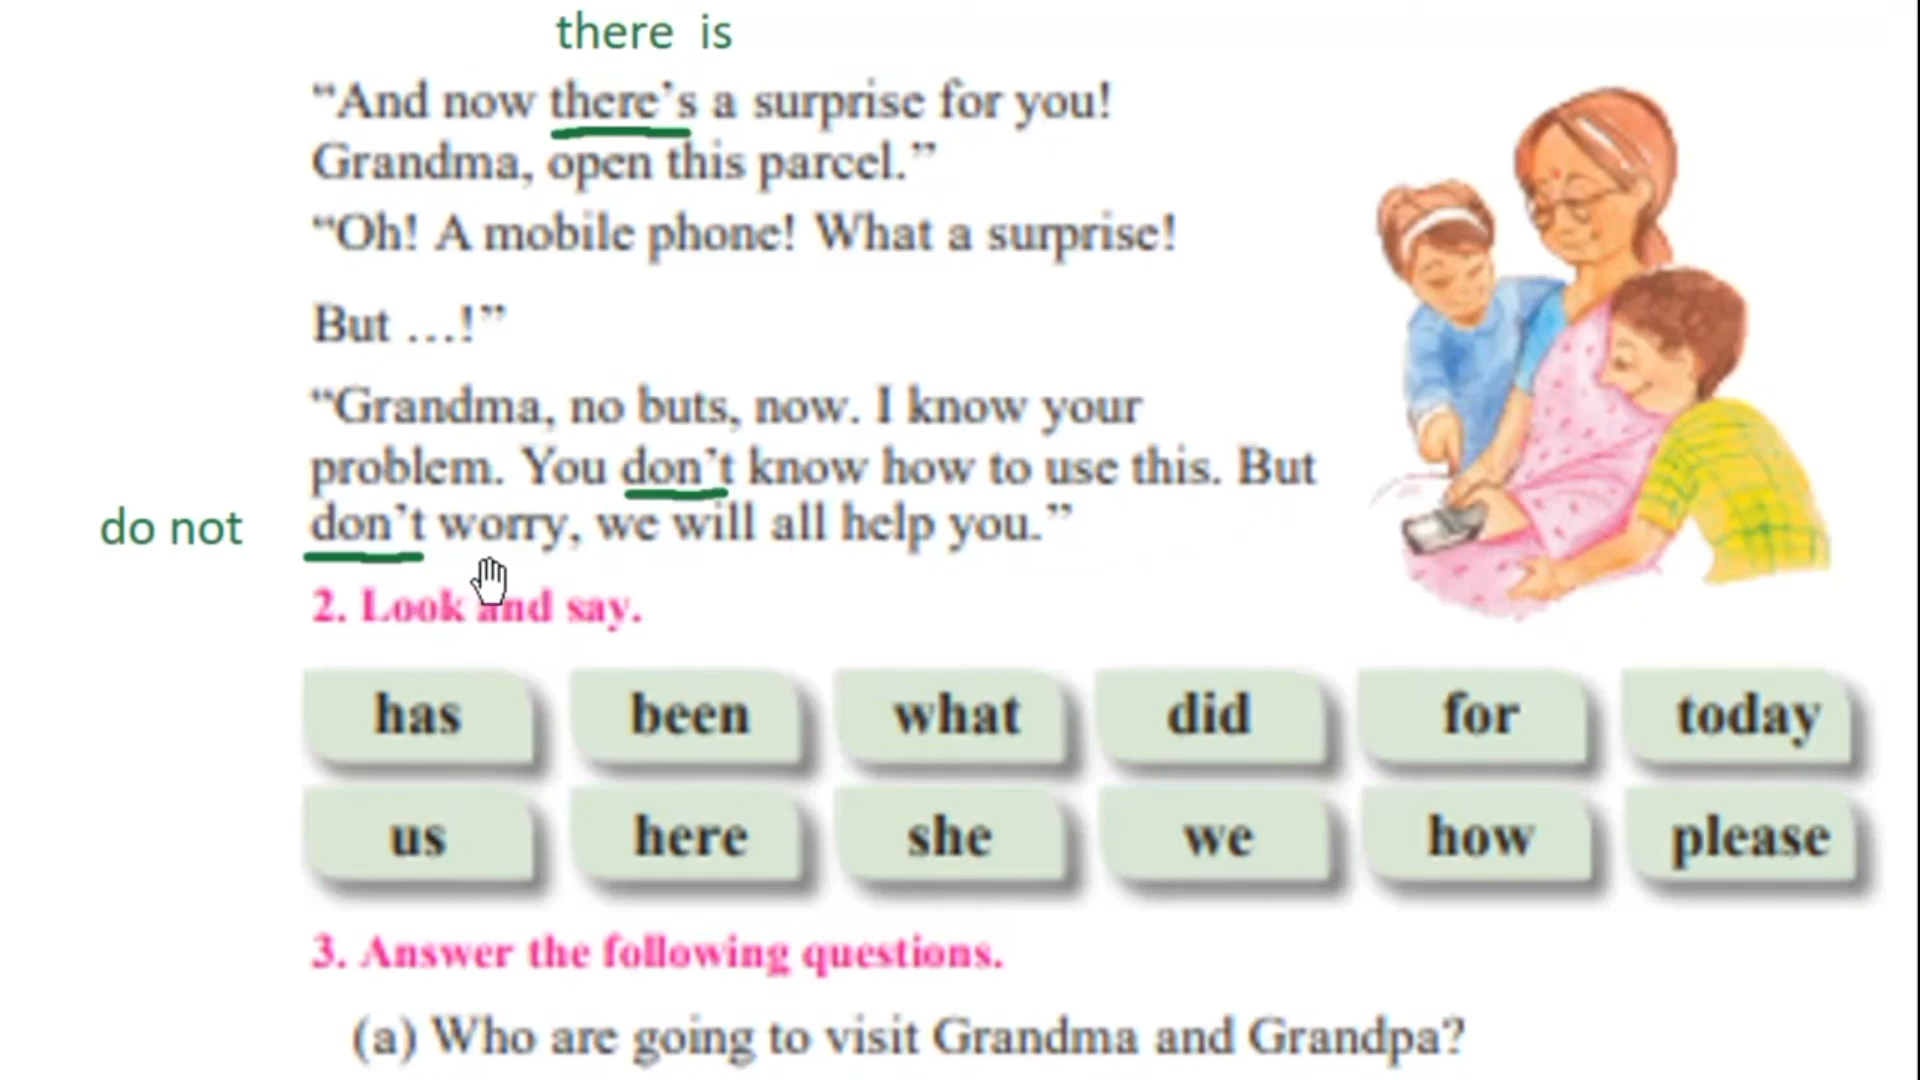 there is
“And now there’s a surprise for you!
Grandma, open this parcel.”
“Oh! A mobile phone! What a surprise!
But ...!”
“Grandma, no buts, now. I know your
problem. You don’t know how to use this. But
do not don’t worry, we will all help you.”
2. Look and say.
has been what did for today
us here she we how please
3. Answer the following questions.
(a) Who are going to visit Grandma and Grandpa?